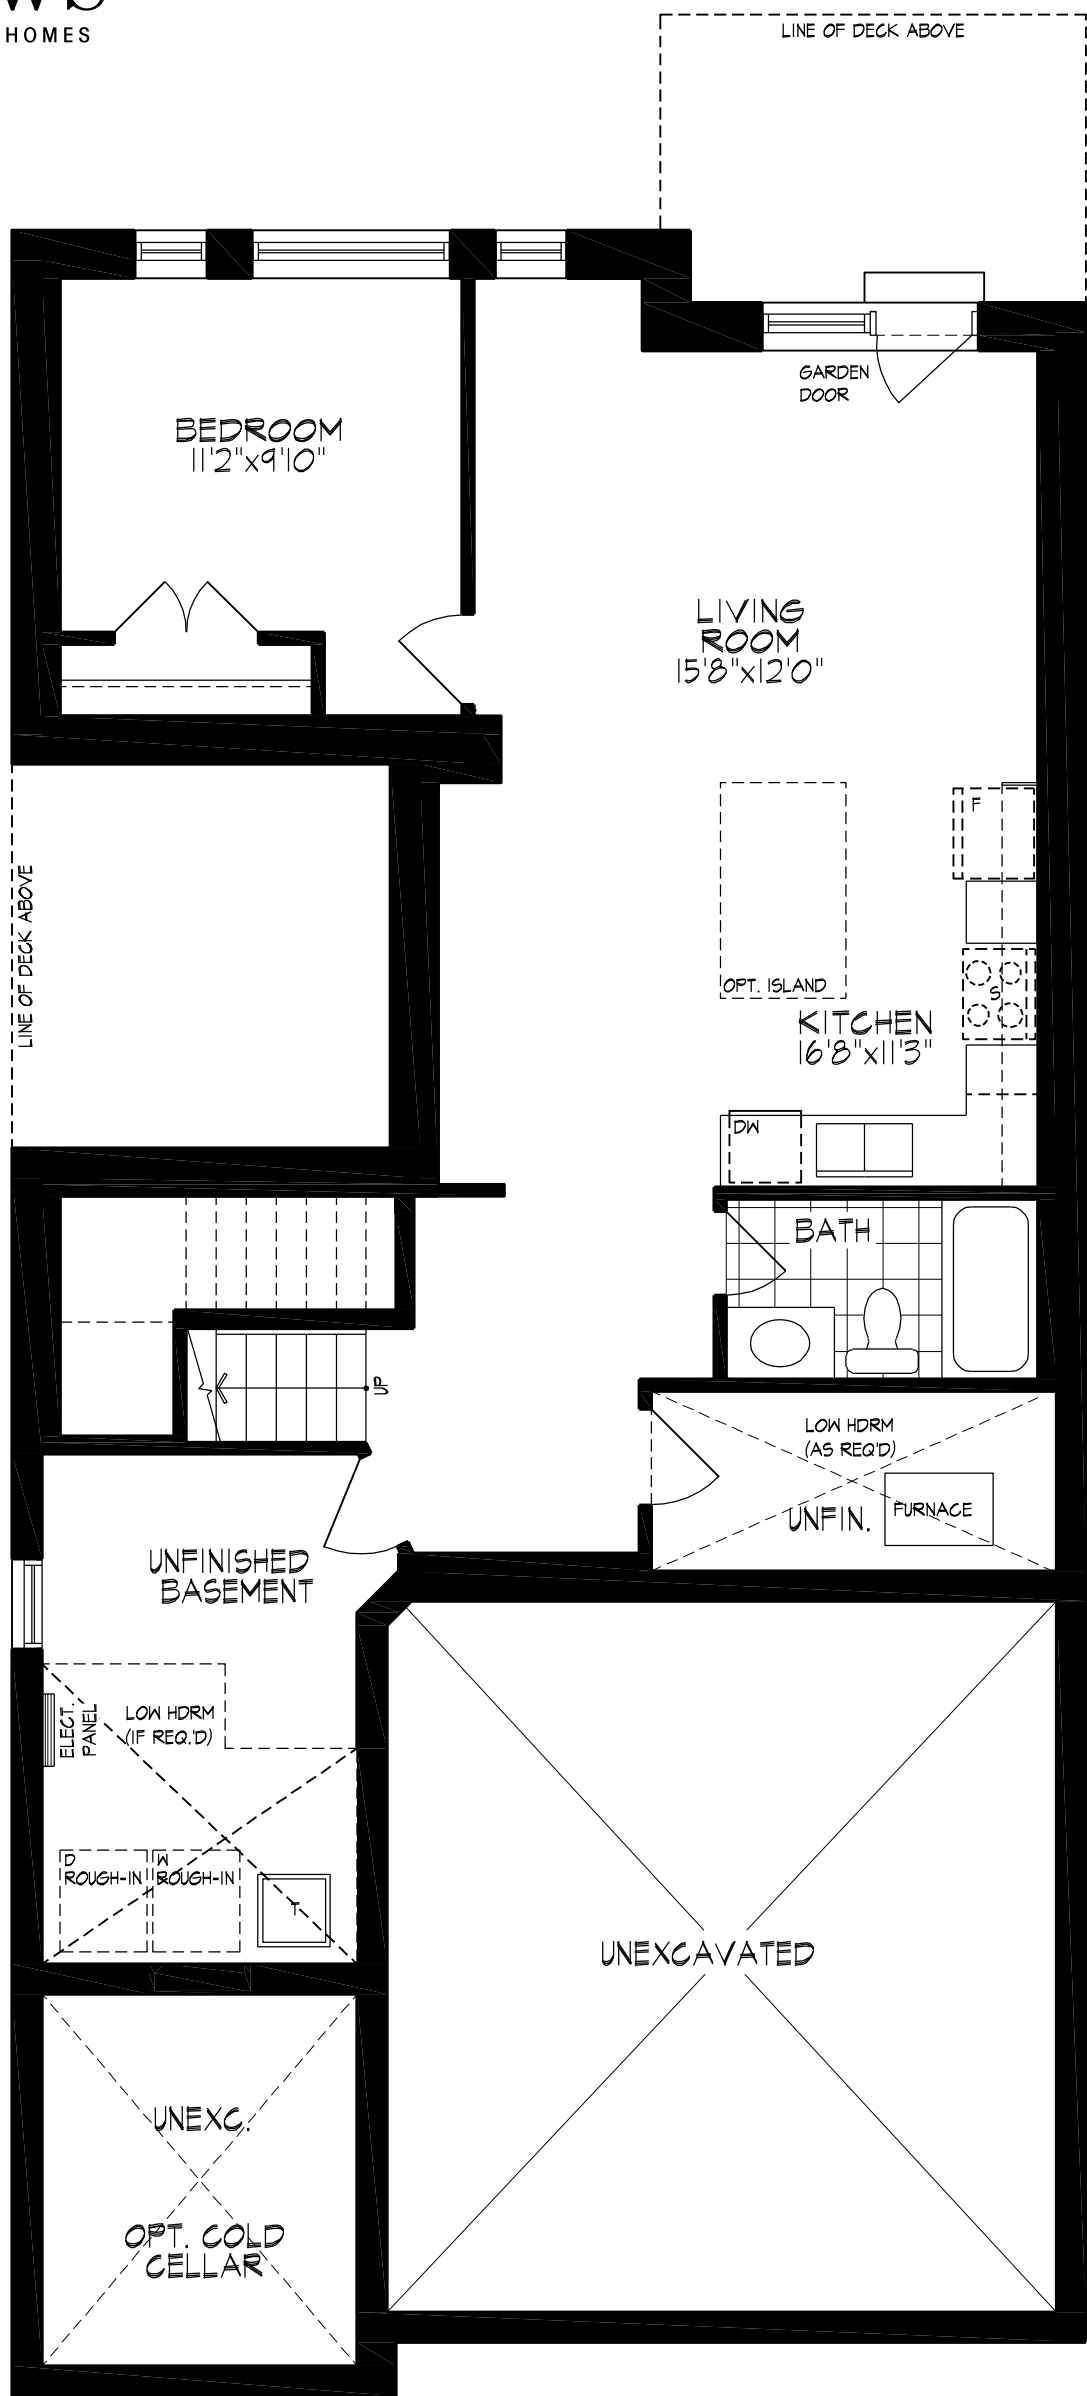 HOMES
LINE OF DECK ABOVE
GARDEN
DOOR
BEDROOM
11'2"x9'10"
LIVING
ROOM
15'8"x12'0"
F
LINE OF DECK ABOVE
OPT. ISLAND
S
KITCHEN
16'8"x11'3"
DW
BATH
UP
LOW HDRM
(AS REQ'D)
UNFIN.
FURNACE
UNFINISHED
BASEMENT
ELECT.
PANEL
LOW HDRM
(IF REQ.'D)
D
ROUGH-IN
W
ROUGH-IN
T
UNEXCAVATED
UNEXC.
OPT. COLD
CELLAR